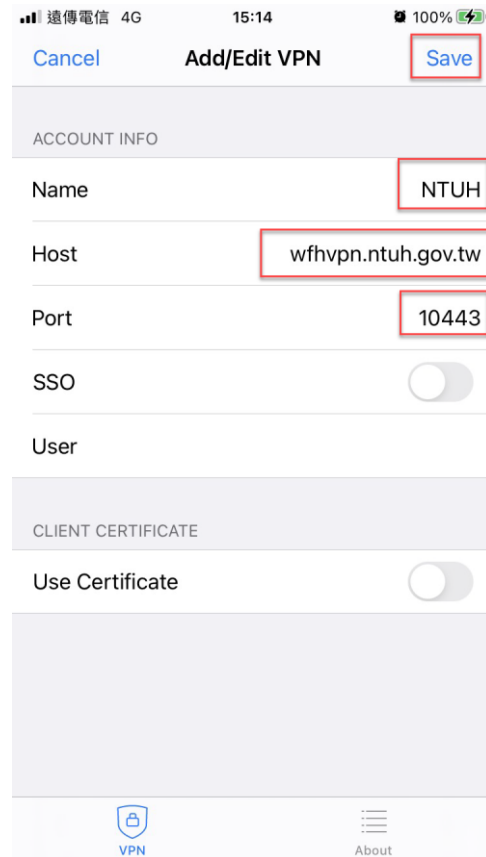 遠傳電信 4G 15:14 100%
Cancel Add/Edit VPN Save
ACCOUNT INFO
Name NTUH
Host wfhvpn.ntuh.gov.tw
Port 10443
SSO
User
CLIENT CERTIFICATE
Use Certificate
VPN About